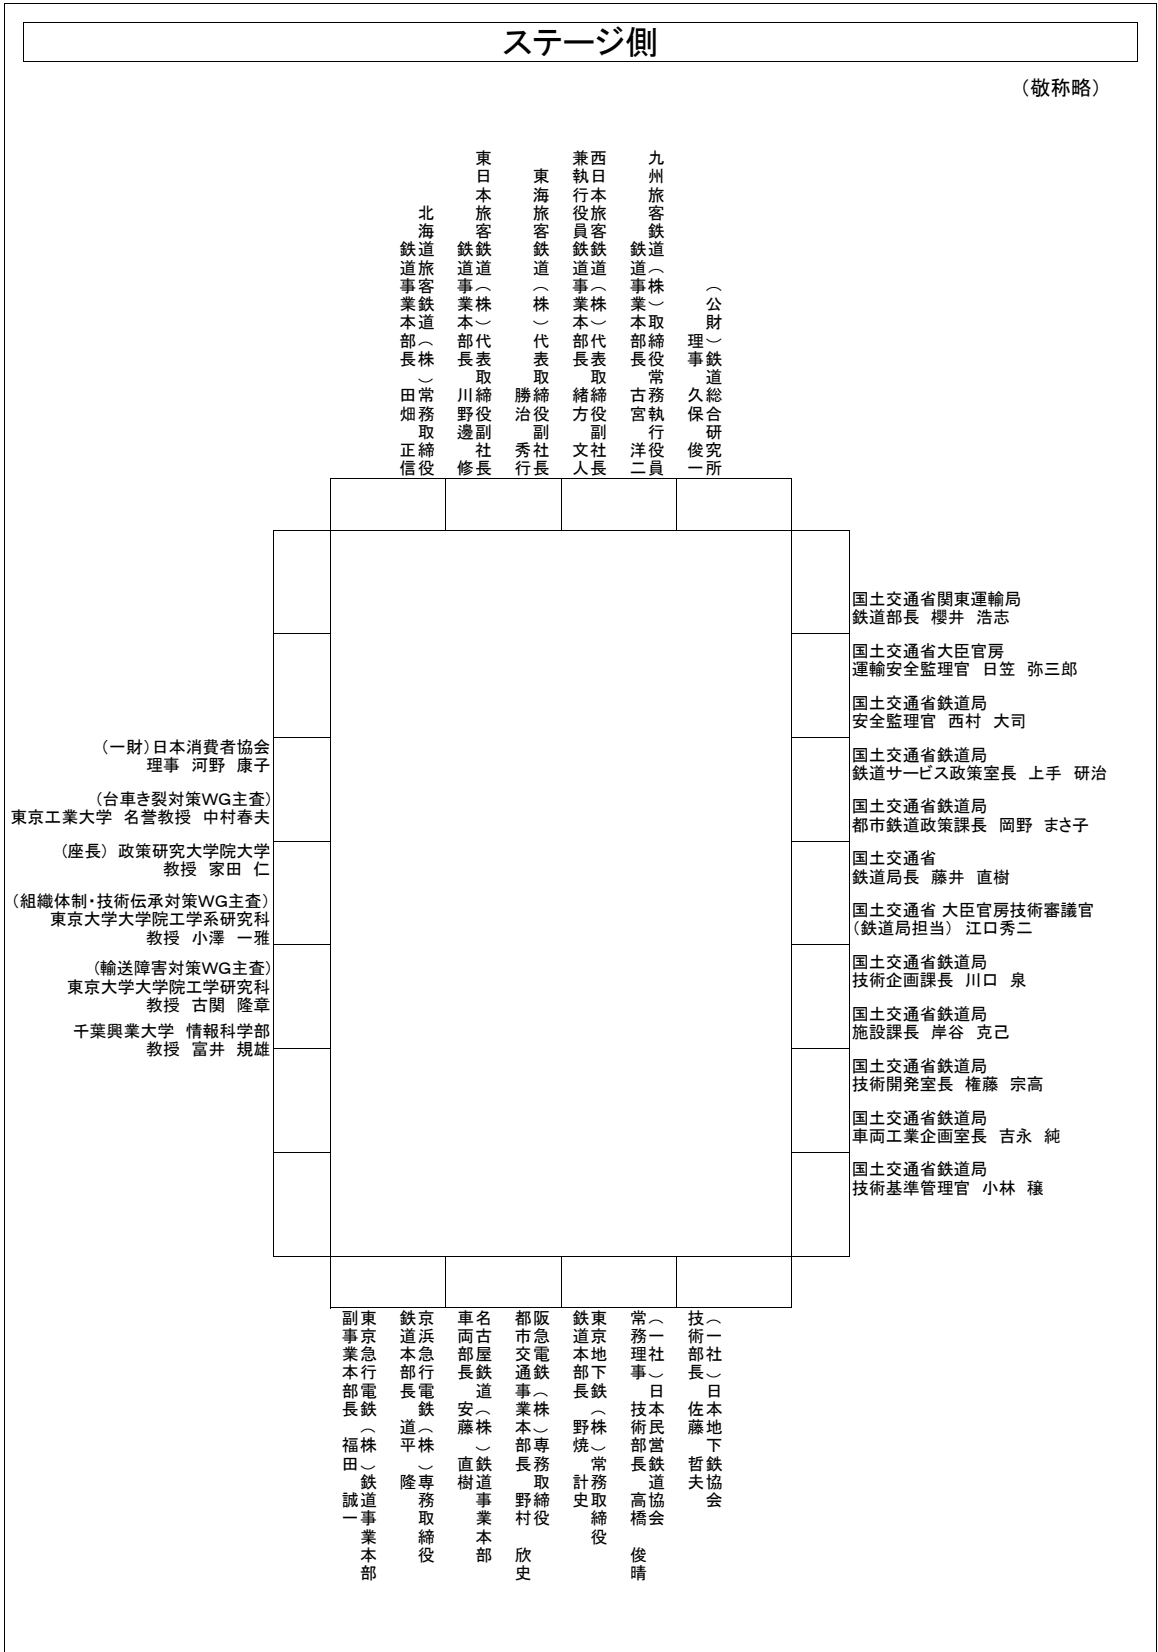 ステージ側
（敬称略）
北海道旅客鉄道（株）常務取締役
鉄道事業本部長　田畑　正信
東日本旅客鉄道（株）代表取締役副社長
鉄道事業本部長　川野邊　修
東海旅客鉄道（株）代表取締役副社長
勝治　秀行
西日本旅客鉄道（株）代表取締役副社長
兼執行役員鉄道事業本部長　緒方　文人
九州旅客鉄道（株）取締役常務執行役員
鉄道事業本部長　古宮　洋二
（公財）鉄道総合研究所
理事　久保　俊一
（一財）日本消費者協会
理事　河野　康子
（台車き裂対策WG主査）
東京工業大学　名誉教授　中村春夫
（座長）政策研究大学院大学
教授　家田　仁
（組織体制・技術伝承対策WG主査）
東京大学大学院工学系研究科
教授　小澤　一雅
（輸送障害対策WG主査）
東京大学大学院工学研究科
教授　古関　隆章
千葉興業大学　情報科学部
教授　富井　規雄
国土交通省関東運輸局
鉄道部長　櫻井　浩志
国土交通省大臣官房
運輸安全監理官　日笠　弥三郎
国土交通省鉄道局
安全監理官　西村　大司
国土交通省鉄道局
鉄道サービス政策室長　上手　研治
国土交通省鉄道局
都市鉄道政策課長　岡野　まさ子
国土交通省
鉄道局長　藤井　直樹
国土交通省 大臣官房技術審議官
（鉄道局担当）　江口秀二
国土交通省鉄道局
技術企画課長　川口　泉
国土交通省鉄道局
施設課長　岸谷　克己
国土交通省鉄道局
技術開発室長　権藤　宗高
国土交通省鉄道局
車両工業企画室長　吉永　純
国土交通省鉄道局
技術基準管理官　小林　穣
東京急行電鉄（株）鉄道事業本部
副事業本部長　福田　誠一
京浜急行電鉄（株）専務取締役
鉄道本部長　道平　隆
名古屋鉄道（株）鉄道事業本部
車両部長　安藤　直樹
阪急電鉄（株）専務取締役
都市交通事業本部長　野村　欣史
東京地下鉄（株）常務取締役
鉄道本部長　野焼　計史
（一社）日本民営鉄道協会
常務理事　技術部長　高橋　俊晴
（一社）日本地下鉄協会
技術部長　佐藤　哲夫